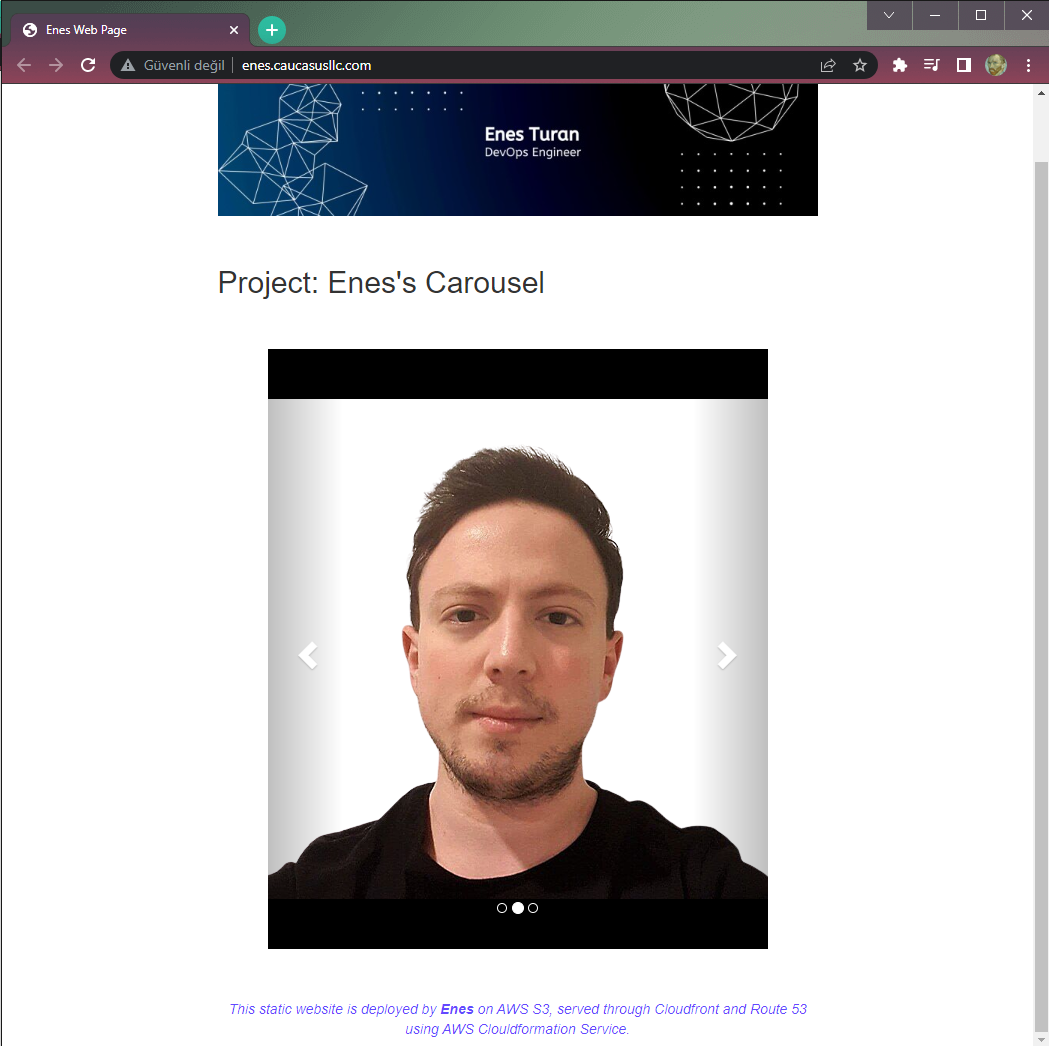 Enes Web Page
Güvenli değil
enes.caucasusllc.com
Enes Turan
DevOps Engineer
Project: Enes's Carousel
This static website is deployed by Enes on AWS S3, served through Cloudfront and Route 53
using AWS Clouldformation Service.